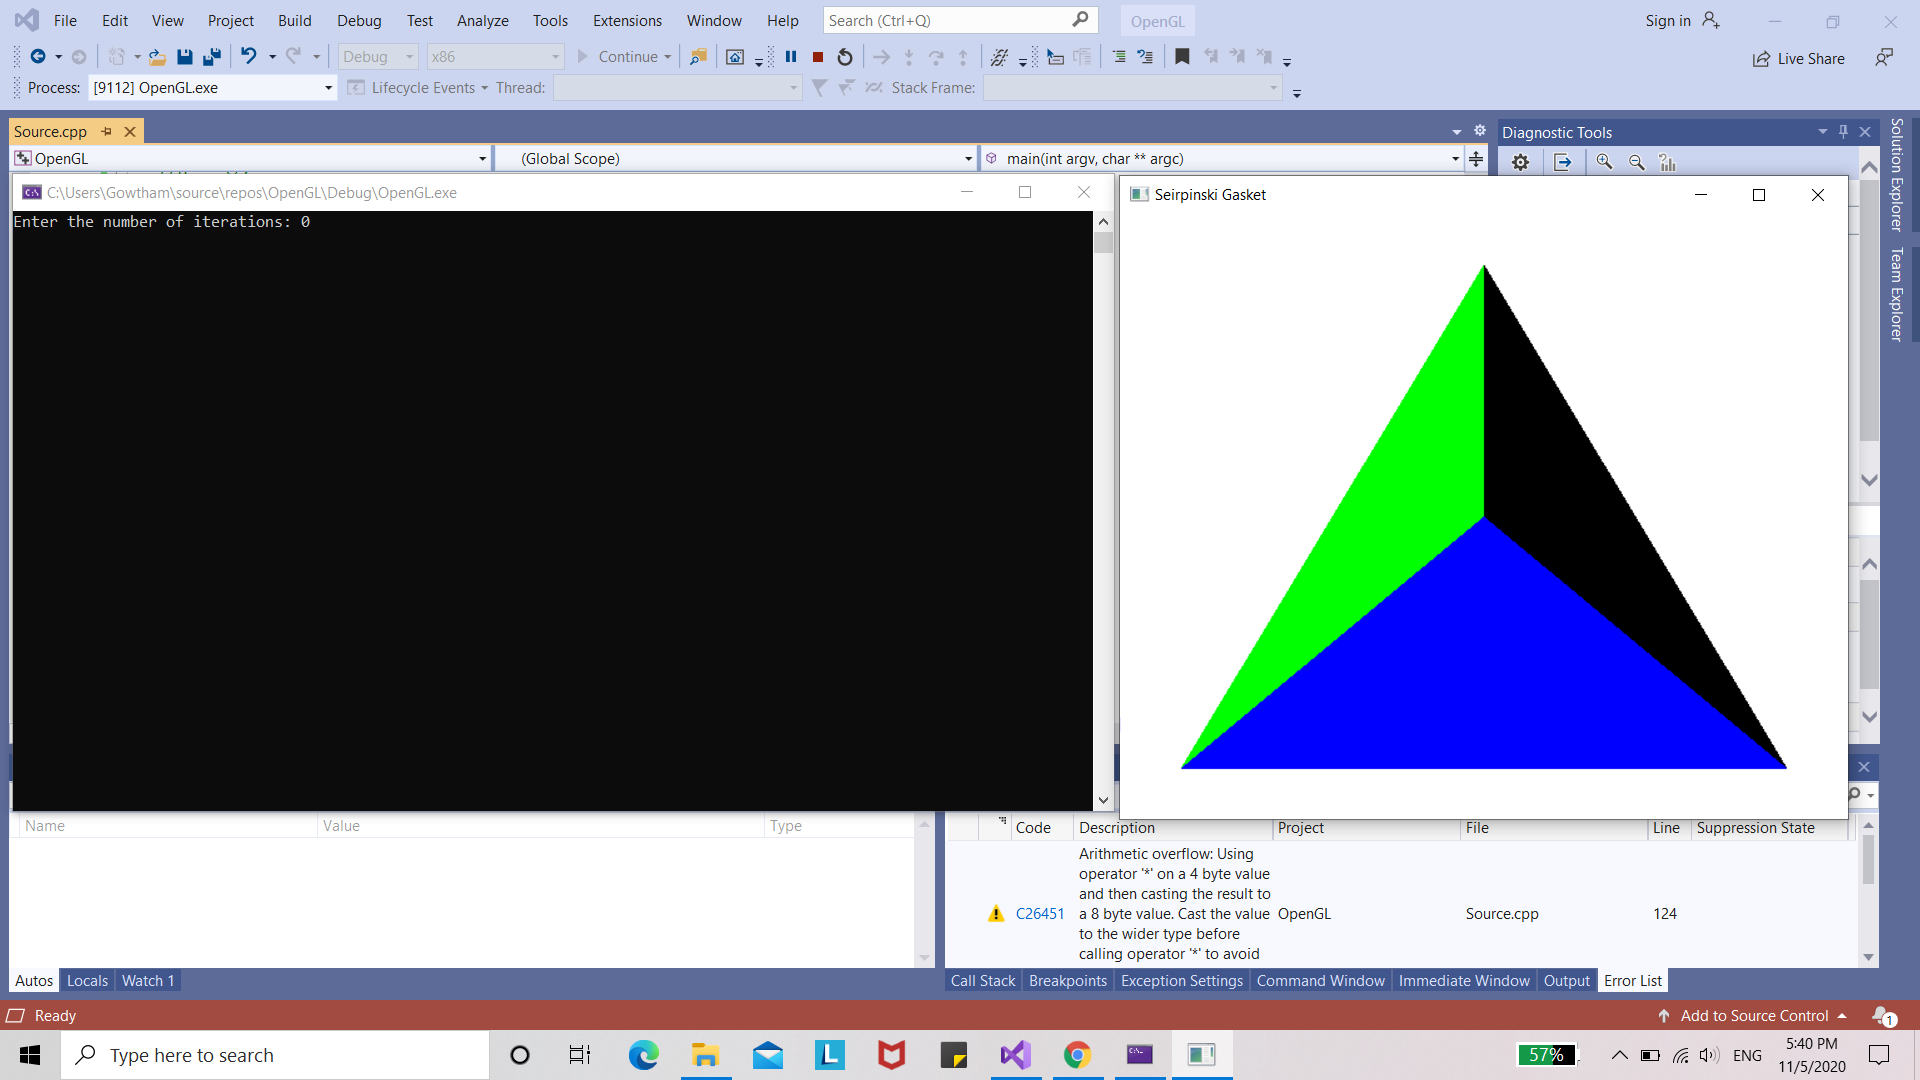 File Edit View Project Build Debug Test Analyze Tools Extensions Window Help Search (Ctrl+Q) OpenGL Sign in
Debug x86 Continue Live Share
Process: [9112] OpenGL.exe Lifecycle Events Thread: Stack Frame:
Source.cpp
Diagnostic Tools
OpenGL (Global Scope) main(int argv, char ** argc)
Solution Explorer
Team Explorer
C:\Users\Gowtham\source\repos\OpenGL\Debug\OpenGL.exe
Enter the number of iterations: 0
Seirpinski Gasket
Name Value Type
Code Description Project File Line Suppression State
Arithmetic overflow: Using
operator '*' on a 4 byte value
and then casting the result to
C26451 a 8 byte value. Cast the value OpenGL Source.cpp 124
to the wider type before
calling operator '*' to avoid
Autos Locals Watch 1
Call Stack Breakpoints Exception Settings Command Window Immediate Window Output Error List
Ready Add to Source Control 1
Type here to search
57% ENG
5:40 PM
11/5/2020